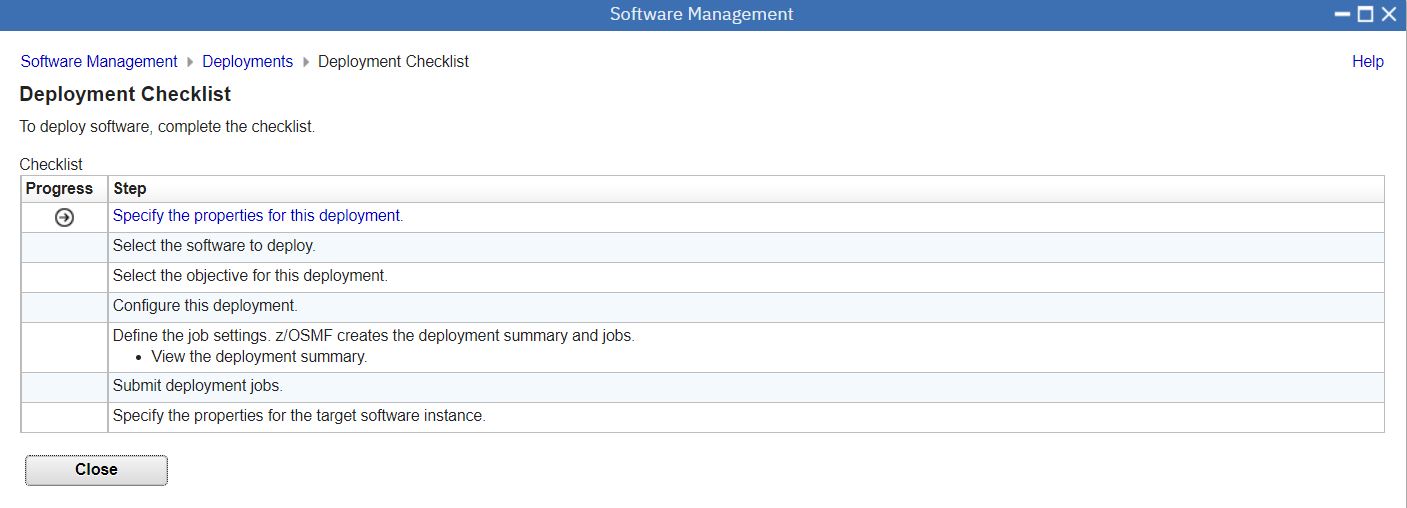 Software Management
Software Management Deployments Deployment Checklist Help
Deployment Checklist
To deploy software, complete the checklist.
Checklist
Progress Step
Specify the properties for this deployment.
Select the software to deploy.
Select the objective for this deployment.
Configure this deployment.
Define the job settings. z/OSMF creates the deployment summary and jobs.
• View the deployment summary.
Submit deployment jobs.
Specify the properties for the target software instance.
Close